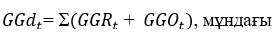 GGd_t = Σ(GGR_t + GGO_t), мұндағы